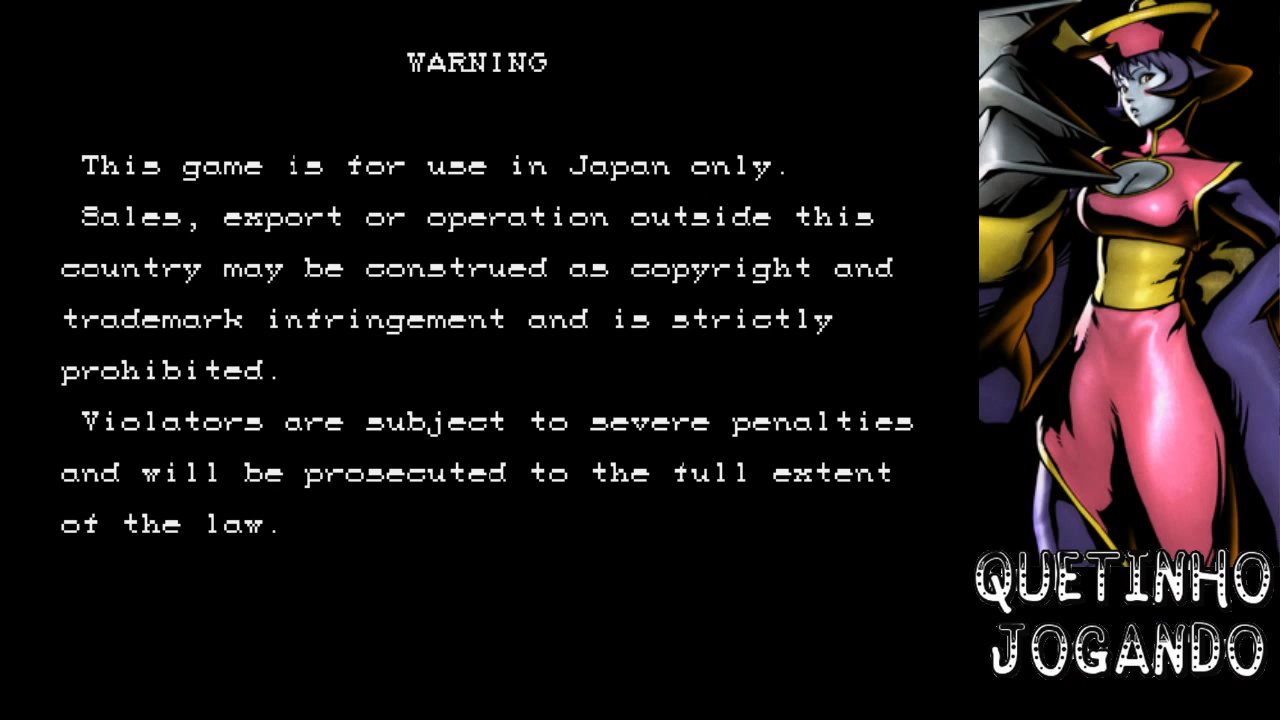 WARNING
This game is for use in Japan only.
Sales, export or operation outside this
country may be construed as copyright and
trademark infringement and is strictly
prohibited.
Violators are subject to severe penalties
and will be prosecuted to the full extent
of the law.
QUETINHO
JOGANDO